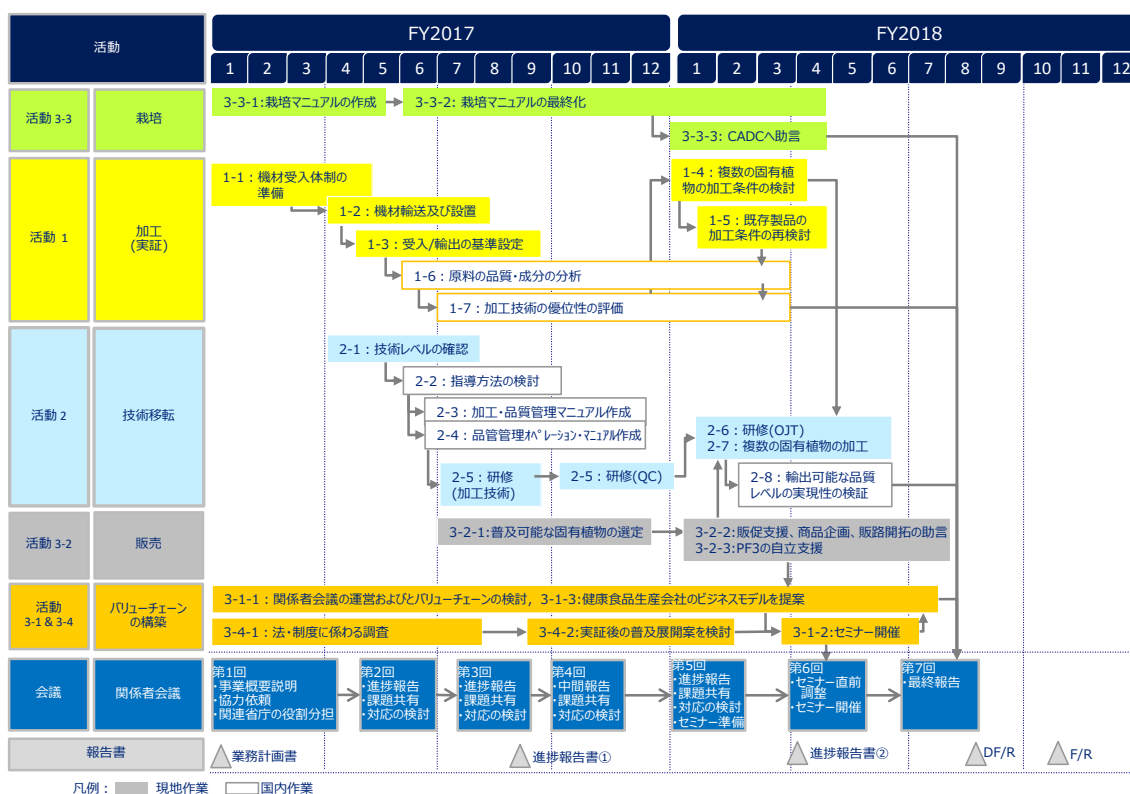 活動
FY2017
FY2018
1 2 3 4 5 6 7 8 9 10 11 12
1 2 3 4 5 6 7 8 9 10 11 12
活動 3-3
栽培
3-3-1:栽培マニュアルの作成
3-3-2: 栽培マニュアルの最終化
3-3-3: CADCへ助言
活動 1
加工
(実証)
1-1：機材受入体制の
準備
1-2：機材輸送及び設置
1-3：受入/輸出の基準設定
1-4：複数の固有植
物の加工条件の検討
1-5：既存製品の
加工条件の再検討
1-6：原料の品質・成分の分析
1-7：加工技術の優位性の評価
活動 2
技術移転
2-1：技術レベルの確認
2-2：指導方法の検討
2-3：加工・品質管理マニュアル作成
2-4：品管管理ｵﾍﾟﾚｰｼｮﾝ・マニュアル作成
2-5：研修
(加工技術)
2-5：研修(QC)
2-6：研修(OJT)
2-7：複数の固有植物の加工
2-8：輸出可能な品質
レベルの実現性の検証
活動 3-2
販売
3-2-1：普及可能な固有植物の選定
3-2-2：販促支援、商品企画、販路開拓の助言
3-2-3：PF3の自立支援
活動
3-1 & 3-4
バリューチェーン
の構築
3-1-1：関係者会議の運営およびとバリューチェーンの検討，3-1-3：健康食品生産会社のビジネスモデルを提案
3-4-1：法・制度に係わる調査
3-4-2：実証後の普及展開案を検討
3-1-2：セミナー開催
会議
関係者会議
第1回
・事業概要説明
・協力依頼
・関連省庁の役割分担
第2回
・進捗報告
・課題共有
・対応の検討
第3回
・進捗報告
・課題共有
・対応の検討
第4回
・中間報告
・課題共有
・対応の検討
第5回
・進捗報告
・課題共有
・対応の検討
・セミナー準備
第6回
・セミナー直前
調整
・セミナー開催
第7回
・最終報告
報告書
業務計画書
進捗報告書①
進捗報告書②
DF/R
F/R
凡例：
現地作業
国内作業